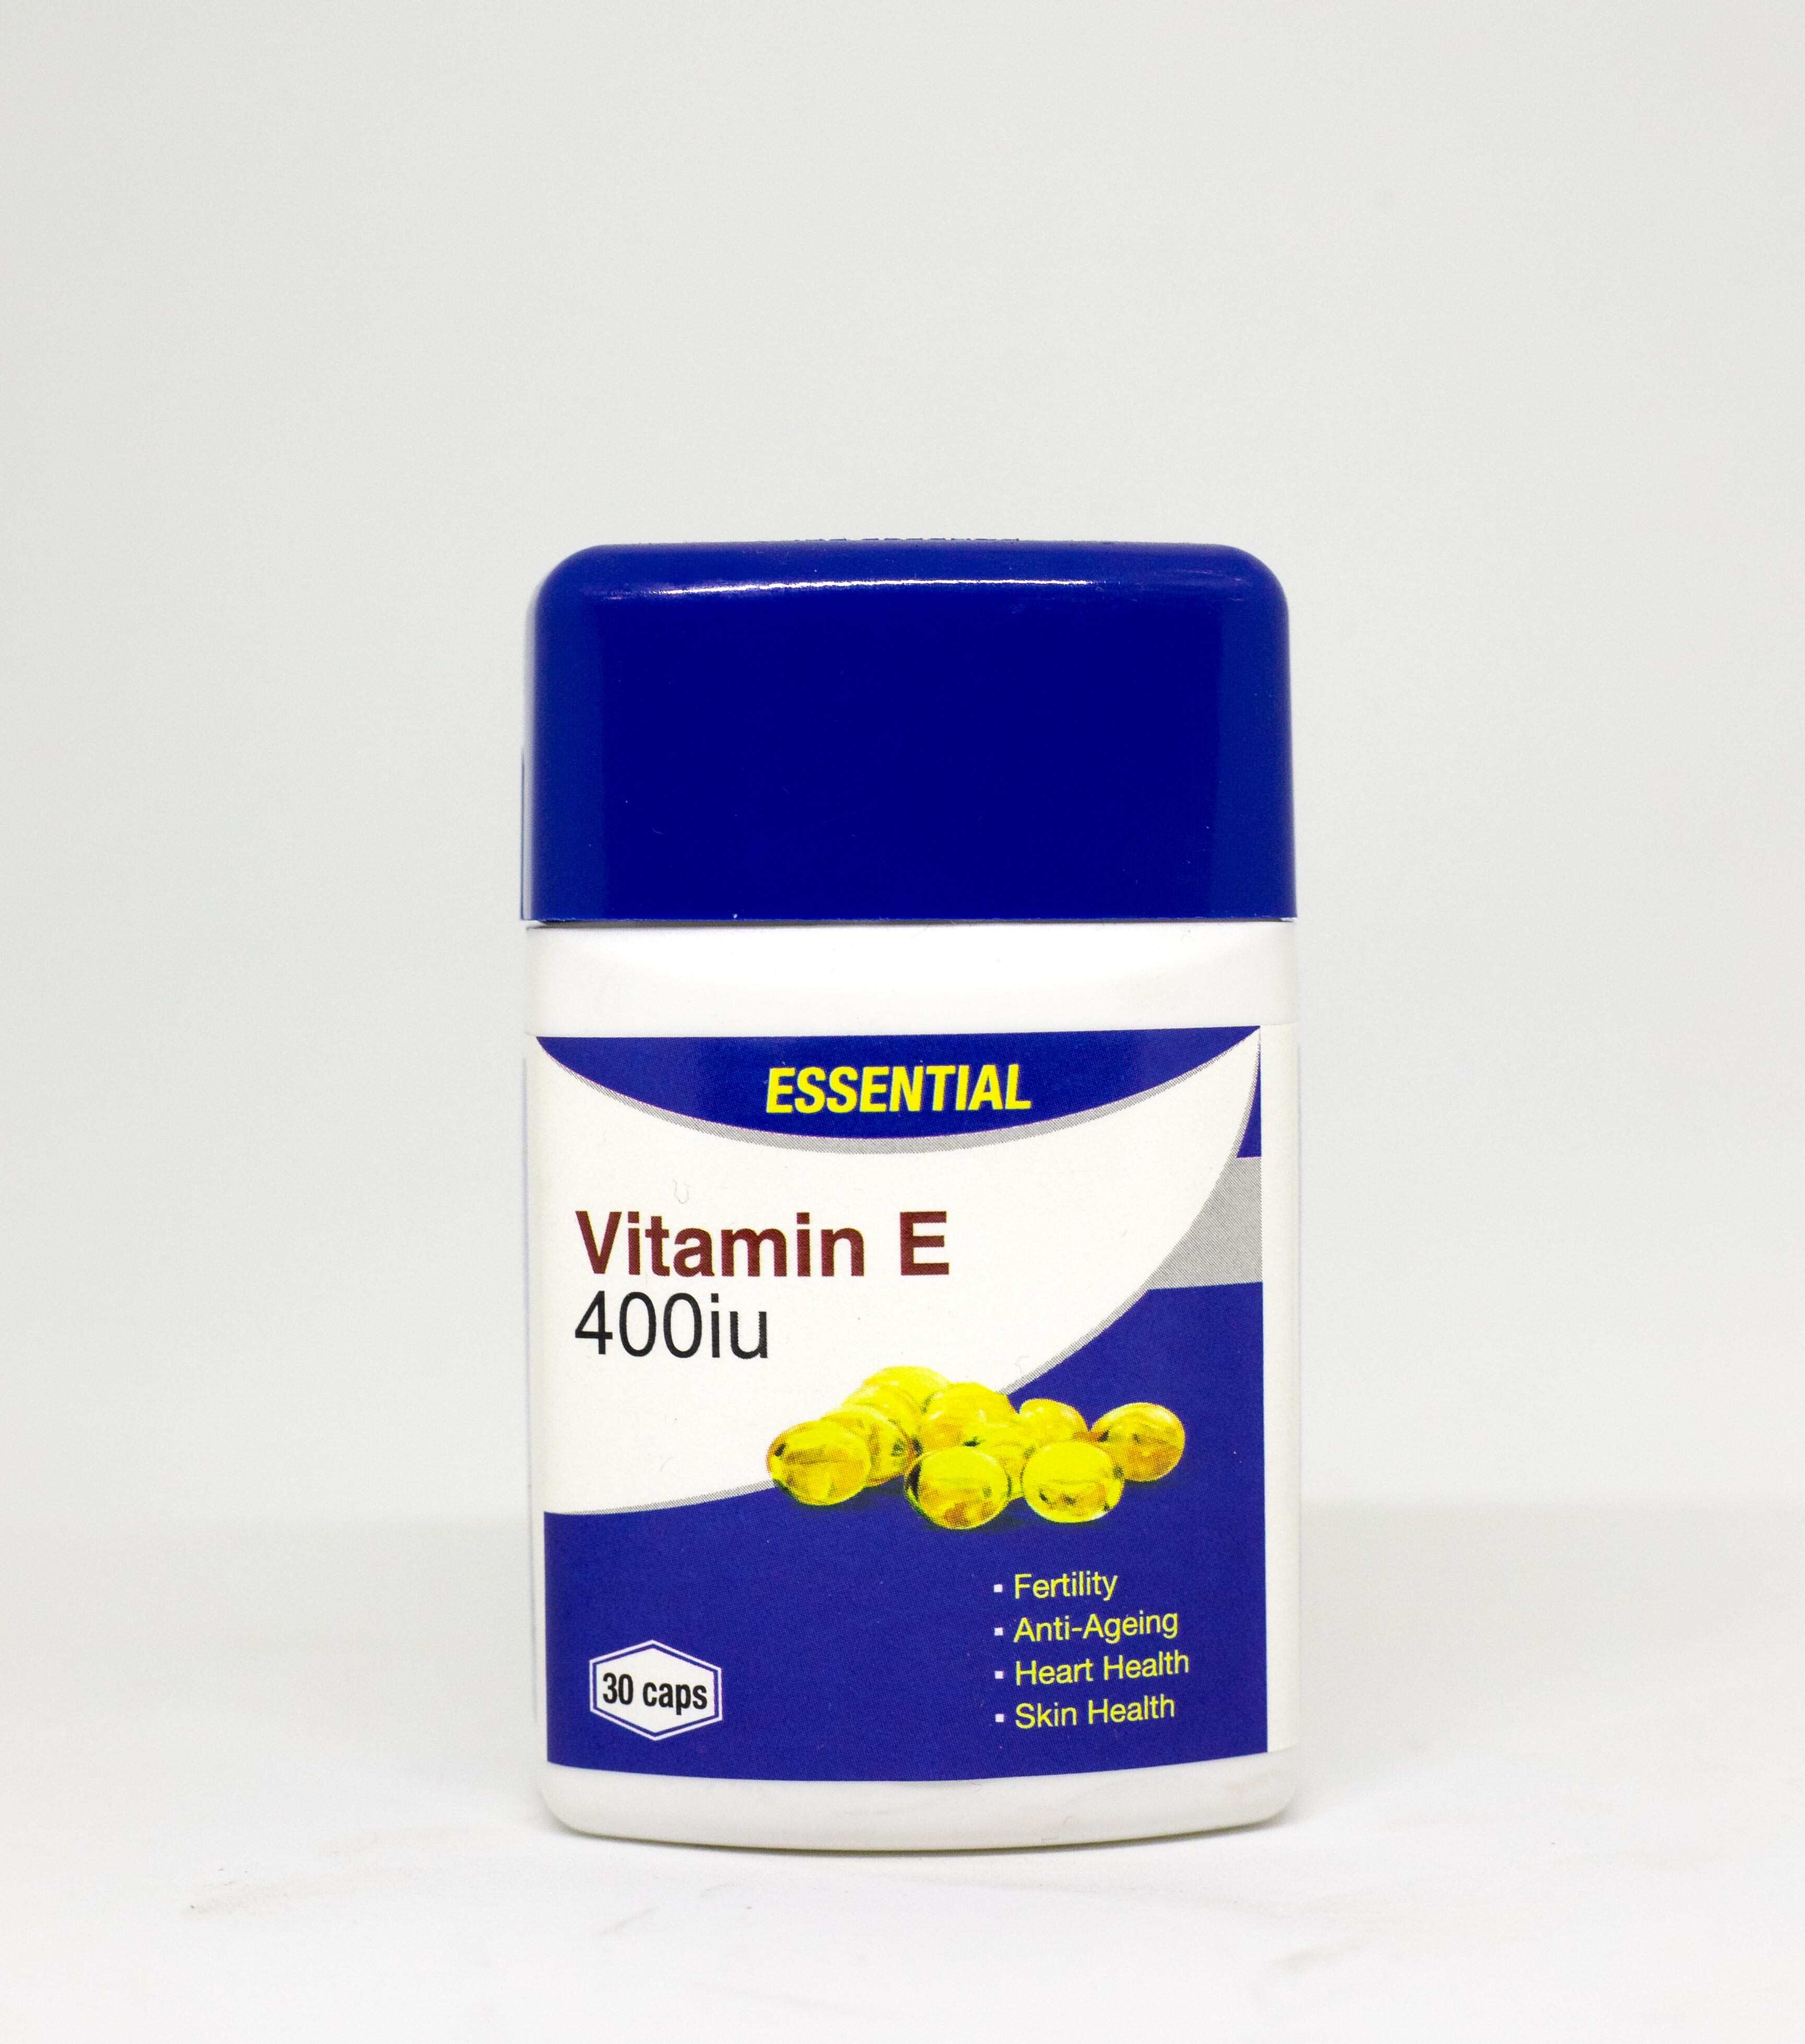 ESSENTIAL
Vitamin E
400iu
▪ Fertility
▪ Anti-Ageing
▪ Heart Health
▪ Skin Health
30 caps